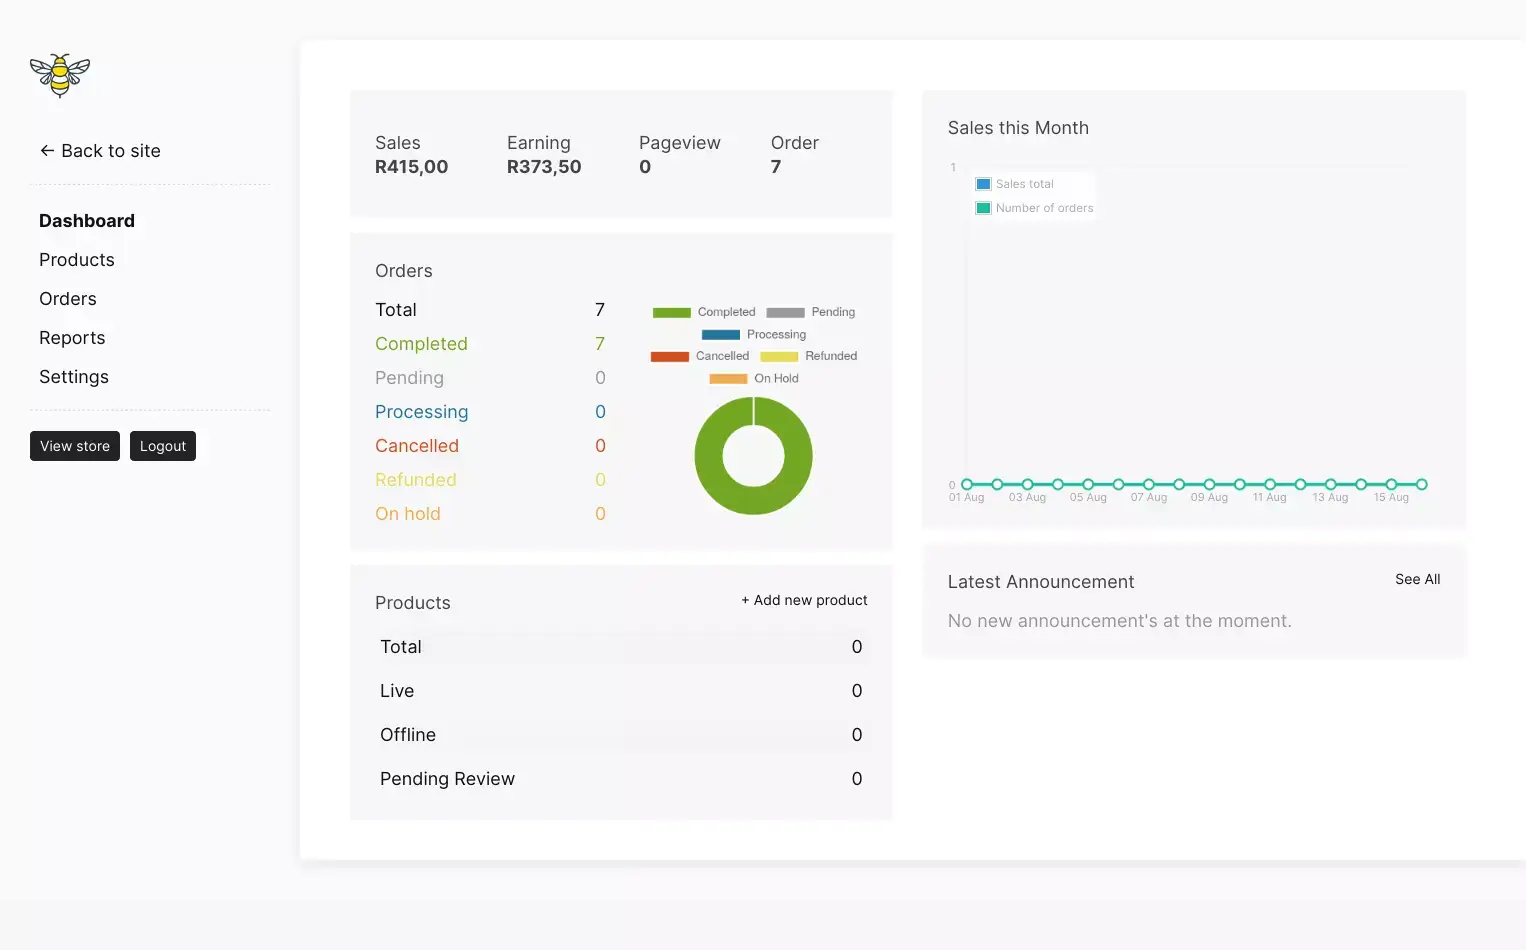 ← Back to site
Dashboard
Products
Orders
Reports
Settings
View store
Logout
Sales
R415,00
Earning
R373,50
Pageview
0
Order
7
Orders
Total 7
Completed 7
Pending 0
Processing 0
Cancelled 0
Refunded 0
On hold 0
Completed Pending
Processing
Cancelled Refunded
On Hold
Products
+ Add new product
Total 0
Live 0
Offline 0
Pending Review 0
Sales this Month
1
Sales total
Number of orders
0
01 Aug 03 Aug 05 Aug 07 Aug 09 Aug 11 Aug 13 Aug 15 Aug
Latest Announcement
See All
No new announcement's at the moment.